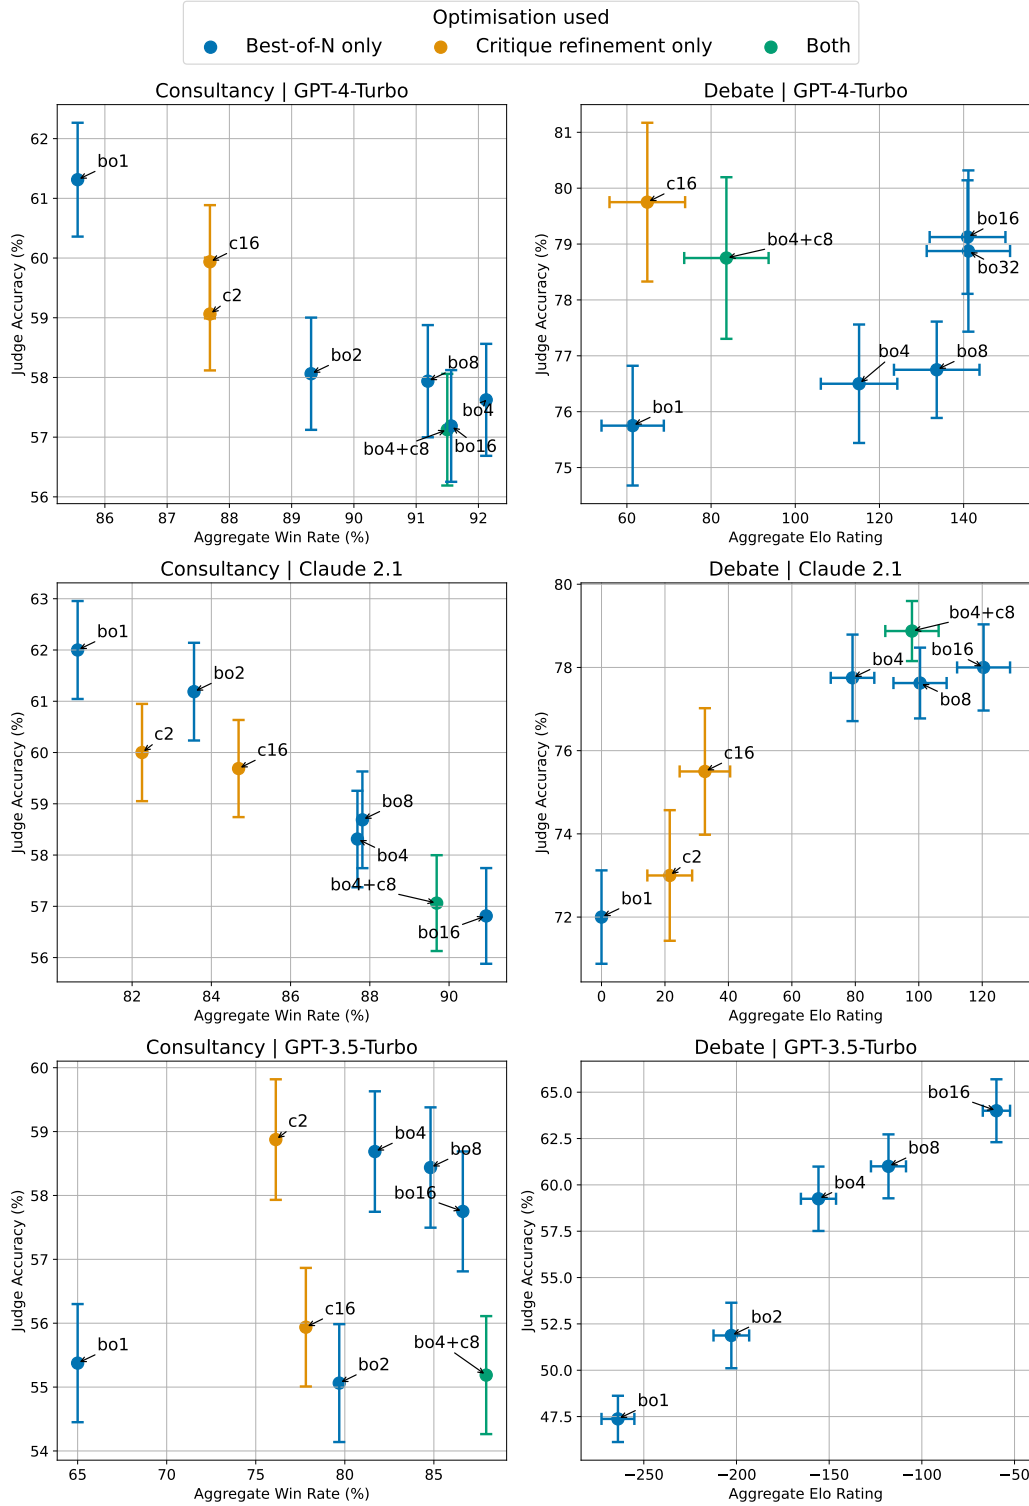 Optimisation used
Best-of-N only
Critique refinement only
Both
Consultancy | GPT-4-Turbo
62
61
60
59
58
57
56
Judge Accuracy (%)
bo1
c16
c2
bo2
bo8
bo4
bo4+c8
bo16
86
87
88
89
90
91
92
Aggregate Win Rate (%)
Debate | GPT-4-Turbo
81
80
79
78
77
76
75
Judge Accuracy (%)
c16
bo4+c8
bo16
bo32
bo4
bo8
bo1
60
80
100
120
140
Aggregate Elo Rating
Consultancy | Claude 2.1
63
62
61
60
59
58
57
56
Judge Accuracy (%)
bo1
bo2
c2
c16
bo8
bo4
bo4+c8
bo16
82
84
86
88
90
Aggregate Win Rate (%)
Debate | Claude 2.1
80
78
76
74
72
Judge Accuracy (%)
bo4+c8
bo4
bo16
bo8
c16
c2
bo1
0
20
40
60
80
100
120
Aggregate Elo Rating
Consultancy | GPT-3.5-Turbo
60
59
58
57
56
55
54
Judge Accuracy (%)
c2
bo4
bo8
bo16
c16
bo1
bo2
bo4+c8
65
70
75
80
85
Aggregate Win Rate (%)
Debate | GPT-3.5-Turbo
65.0
62.5
60.0
57.5
55.0
52.5
50.0
47.5
Judge Accuracy (%)
bo16
bo8
bo4
bo2
bo1
−250
−200
−150
−100
−50
Aggregate Elo Rating